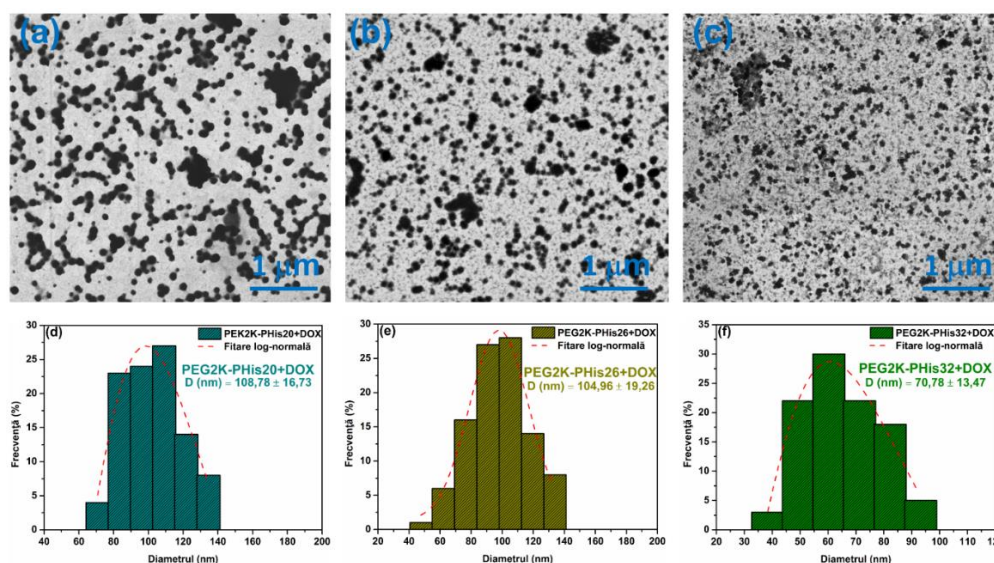 (a)
1 μm
(b)
1 μm
(c)
1 μm
(d)
PEK2K-PHis20+DOX
Fitare log-normală
PEG2K-PHis20+DOX
D (nm) = 108,78 ± 16,73
Frecvență (%)
30
25
20
15
10
5
0
40 60 80 100 120 140 160 180 200
Diametrul (nm)
(e)
PEG2K-PHis26+DOX
Fitare log-normală
PEG2K-PHis26+DOX
D (nm) = 104,96 ± 19,26
Frecvență (%)
30
25
20
15
10
5
0
20 40 60 80 100 120 140 160 180 200
Diametrul (nm)
(f)
PEG2K-PHis32+DOX
Fitare log-normală
PEG2K-PHis32+DOX
D (nm) = 70,78 ± 13,47
Frecvență (%)
35
30
25
20
15
10
5
0
20 30 40 50 60 70 80 90 100 110
Diametrul (nm)